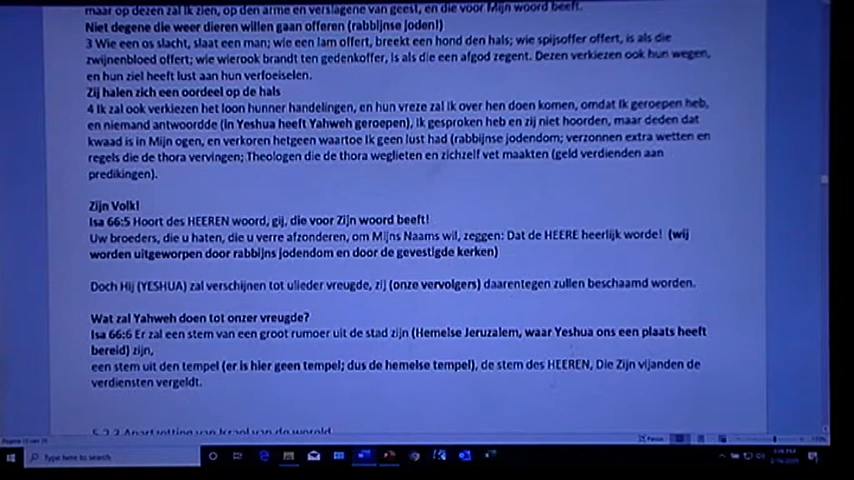 maar op dezen zal Ik zien, op den arme en verslagene van geest, en die voor Mijn woord beeft.
Niet degene die weer dieren willen gaan offeren (rabbijnse joden!)
3 Wie een os slacht, slaat een man; wie een lam offert, breekt een hond den hals; wie spijsoffer offert, is als die
zwijnenbloed offert; wie wierook brandt ten gedenkoffer, is als die een afgod zegent. Dezen verkiezen ook hun wegen,
en hun ziel heeft lust aan hun verfoeiselen.
Zij halen zich een oordeel op de hals
4 Ik zal ook verkiezen het loon hunner handelingen, en hun vreze zal Ik over hen doen komen, omdat Ik geroepen heb,
en niemand antwoordde (in Yeshua heeft Yahweh geroepen), Ik gesproken heb en zij niet hoorden, maar deden dat
kwaad is in Mijn ogen, en verkoren hetgeen waartoe Ik geen lust had (rabbijnse jodendom; verzonnen extra wetten en
regels die de thora vervingen; Theologen die de thora weglieten en zichzelf vet maakten (geld verdienden aan
predikingen).
Zijn Volk!
Isa 66:5 Hoort des HEEREN woord, gij, die voor Zijn woord beeft!
Uw broeders, die u haten, die u verre afzonderen, om Mijns Naams wil, zeggen: Dat de HEERE heerlijk worde! (wij
worden uitgeworpen door rabbijns jodendom en door de gevestigde kerken)
Doch Hij (YESHUA) zal verschijnen tot ulieder vreugde, zij (onze vervolgers) daarentegen zullen beschaamd worden.
Wat zal Yahweh doen tot onzer vreugde?
Isa 66:6 Er zal een stem van een groot rumoer uit de stad zijn (Hemelse Jeruzalem, waar Yeshua ons een plaats heeft
bereid) zijn,
een stem uit den tempel (er is hier geen tempel; dus de hemelse tempel), de stem des HEEREN, Die Zijn vijanden de
verdiensten vergeldt.
Israel van de wereld
Focus
Type here to search